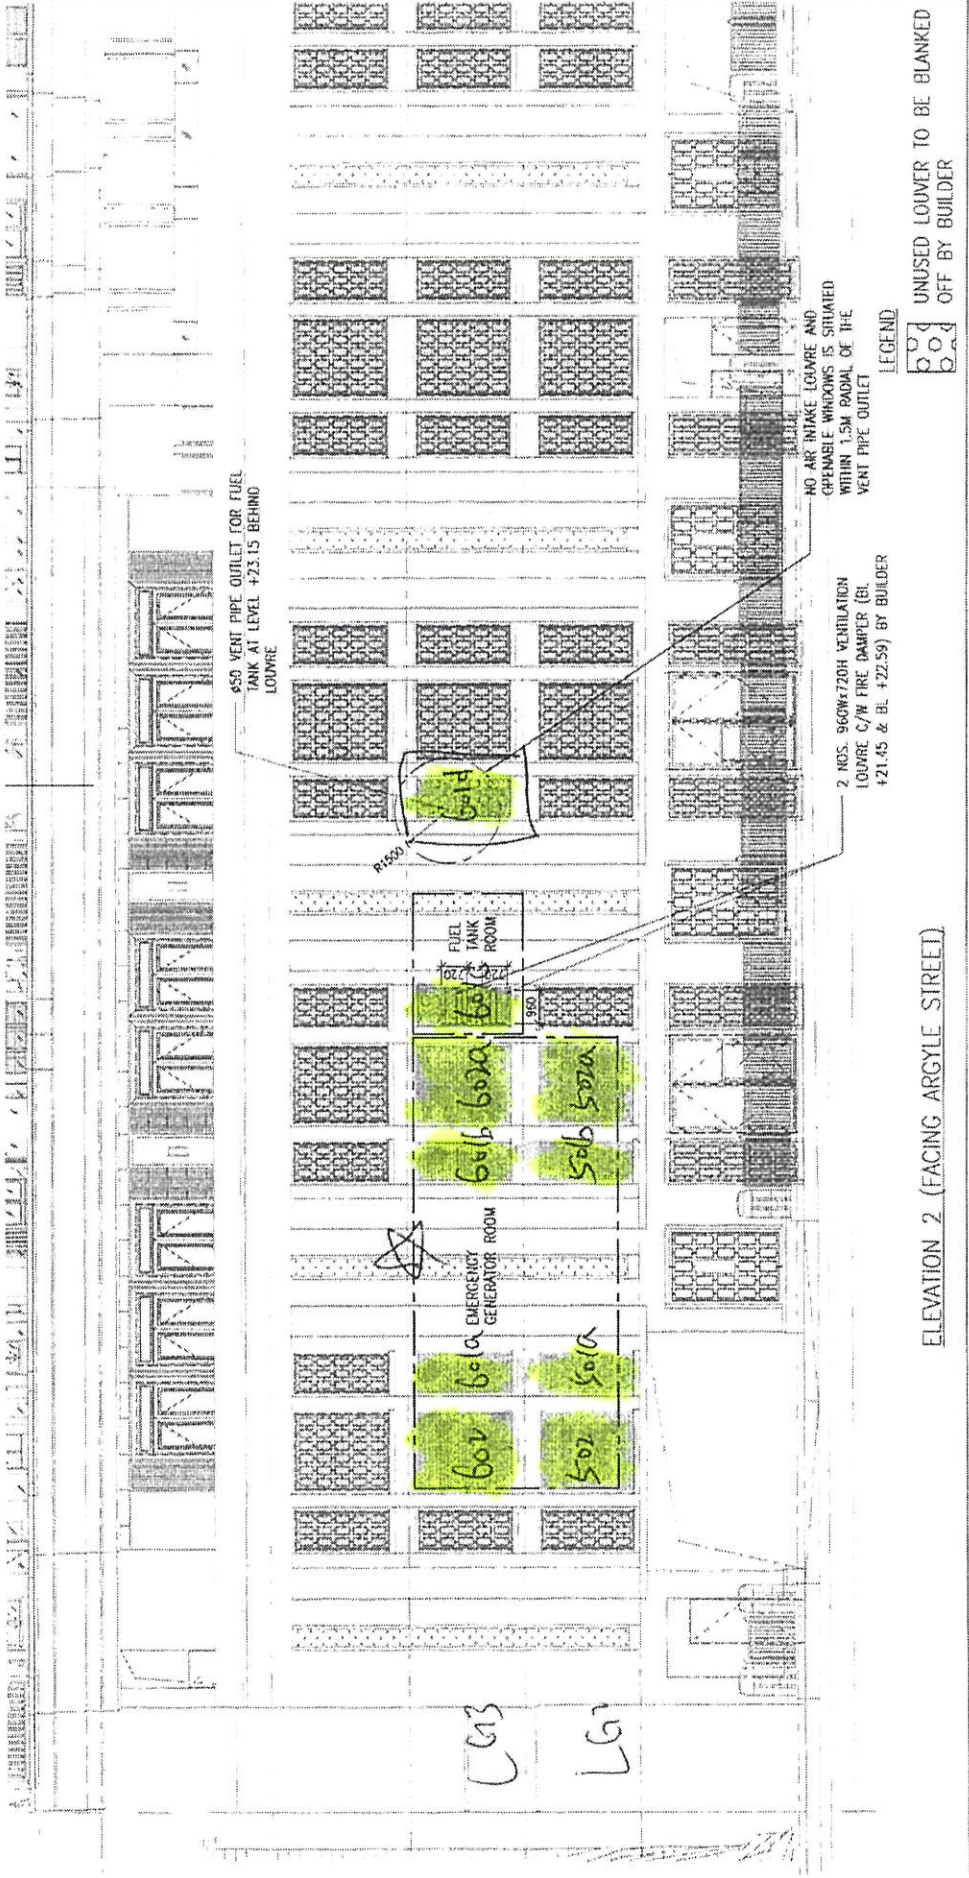 ø50 VENT PIPE OUTLET FOR FUEL
TANK AT LEVEL +23.15 BEHIND
LOUVRE
R1500
601d
FUEL
TANK
ROOM
720
720
960
601c
602a
601b
EMERGENCY
GENERATOR ROOM
601a
602
502a
501b
501a
502
LG3
NO AIR INTAKE LOUVRE AND
OPENABLE WINDOWS IS SITUATED
WITHIN 1.5M RADIAL OF THE
VENT PIPE OUTLET
2 NOS. 960Wx720H VENTILATION
LOUVRE C/W FIRE DAMPER (BL
+21.45 & BL +22.59) BY BUILDER
LEGEND
UNUSED LOUVER TO BE BLANKED
OFF BY BUILDER
ELEVATION 2 (FACING ARGYLE STREET)